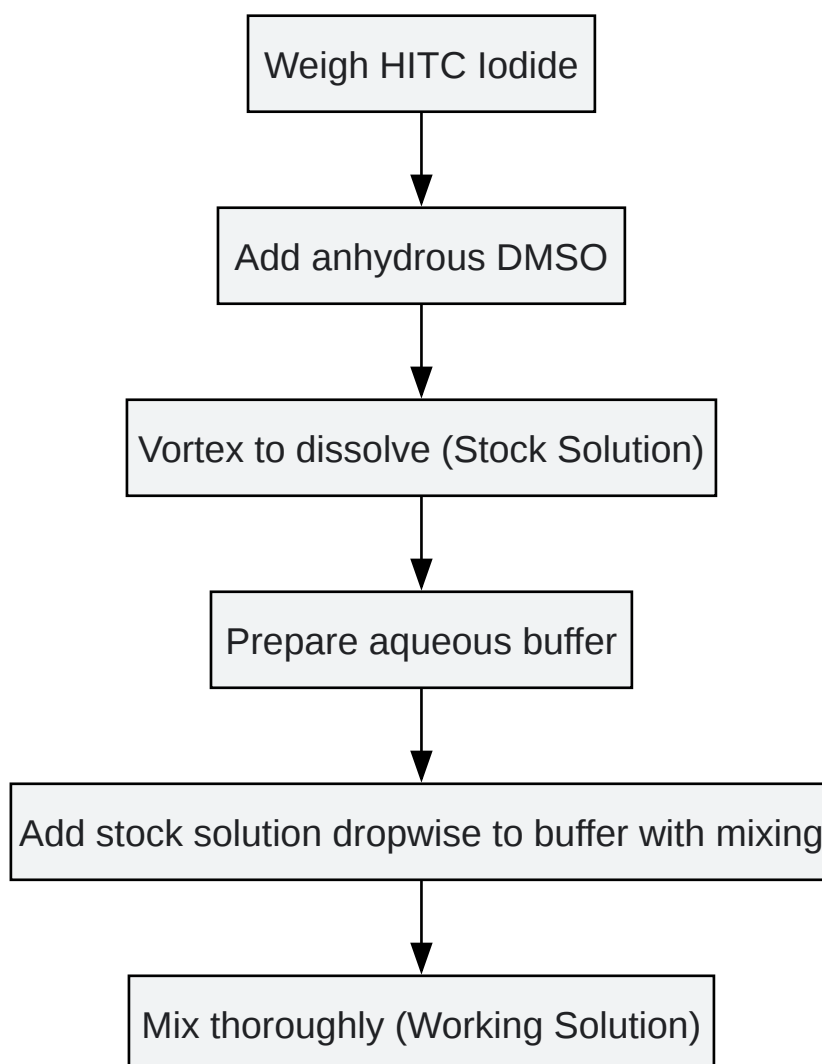 Weigh HITC Iodide
Add anhydrous DMSO
Vortex to dissolve (Stock Solution)
Prepare aqueous buffer
Add stock solution dropwise to buffer with mixing
Mix thoroughly (Working Solution)